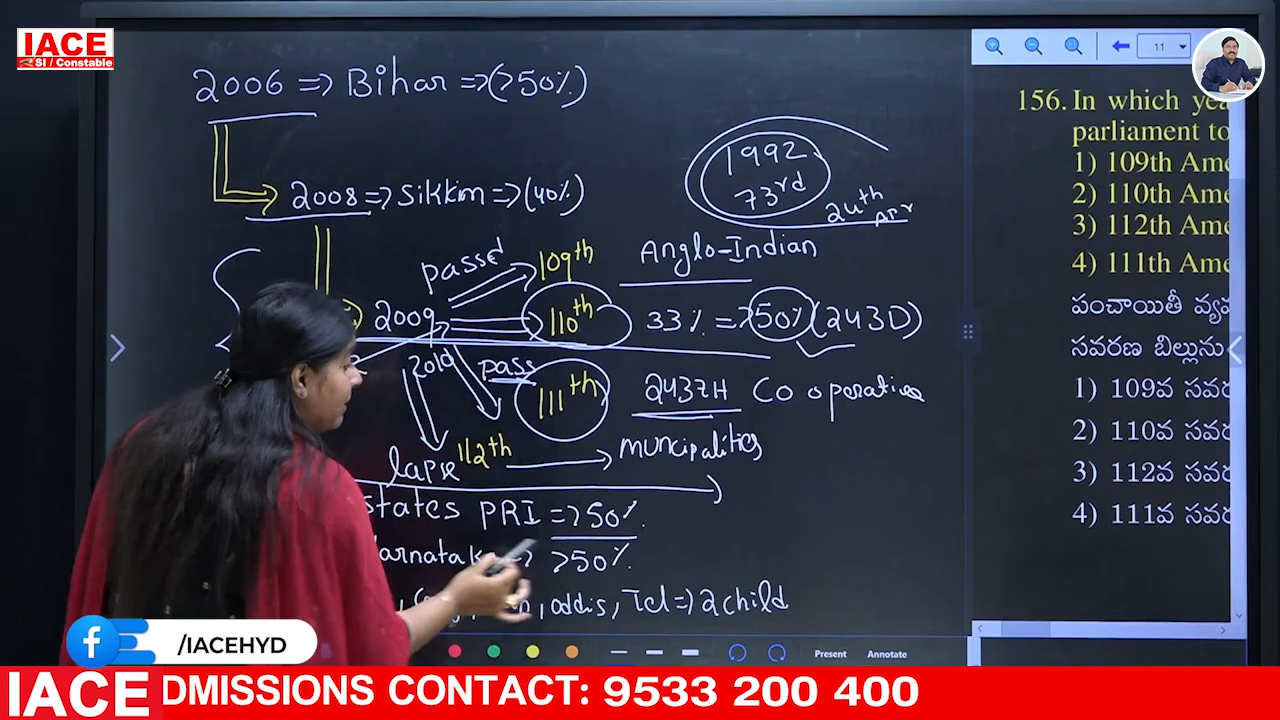 IACE
SI / Constable
2006 => Bihar => (>50%)
2008 => Sikkim => (40%)
1992
73rd
24th Apr
passed
109th
Anglo-Indian
2009
110th
33% => 50% (243D)
pass
111th
243ZH Co operative
lapse
112th
muncipalities
states PRI => 50%
=> >50%
, Tel => 2 child
11
156. In which
parliament to
1) 109th Ame
2) 110th Ame
3) 112th Ame
4) 111th Ame
పంచాయితీ
సవరణ బిల్లును
1) 109వ సవర
2) 110వ సవర
3) 112వ సవర
4) 111వ సవర
Present Annotate
f /IACEHYD
IACE DMISSIONS CONTACT: 9533 200 400